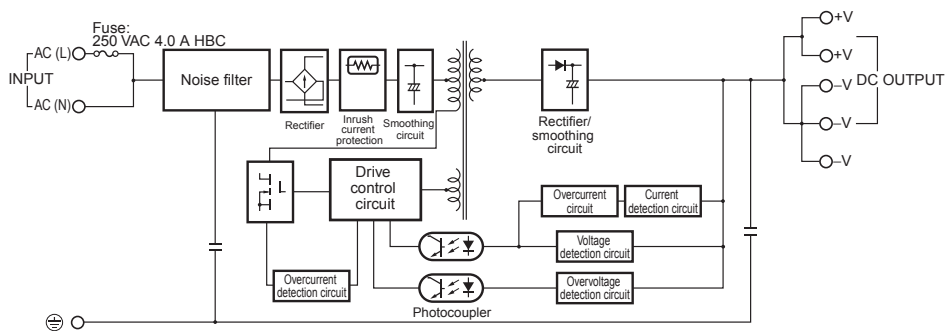 Fuse:
250 VAC 4.0 A HBC
AC (L)
INPUT
AC (N)
Noise filter
Rectifier
Inrush
current
protection
Smoothing
circuit
Rectifier/
smoothing
circuit
+V
+V
DC OUTPUT
–V
–V
–V
Drive
control
circuit
Overcurrent
circuit
Current
detection circuit
Voltage
detection circuit
Overcurrent
detection circuit
Overvoltage
detection circuit
Photocoupler